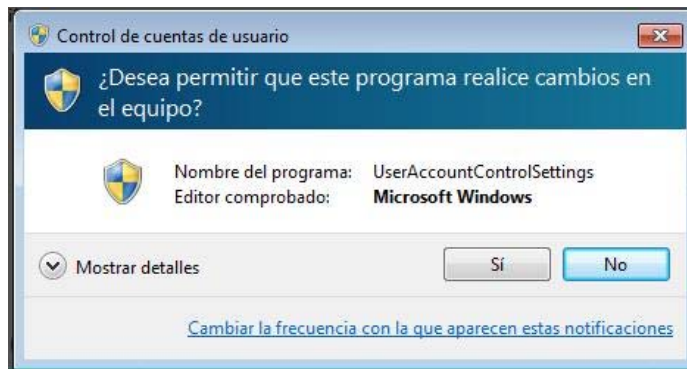 Control de cuentas de usuario
¿Desea permitir que este programa realice cambios en
el equipo?
Nombre del programa: UserAccountControlSettings
Editor comprobado: Microsoft Windows
Mostrar detalles Sí No
Cambiar la frecuencia con la que aparecen estas notificaciones